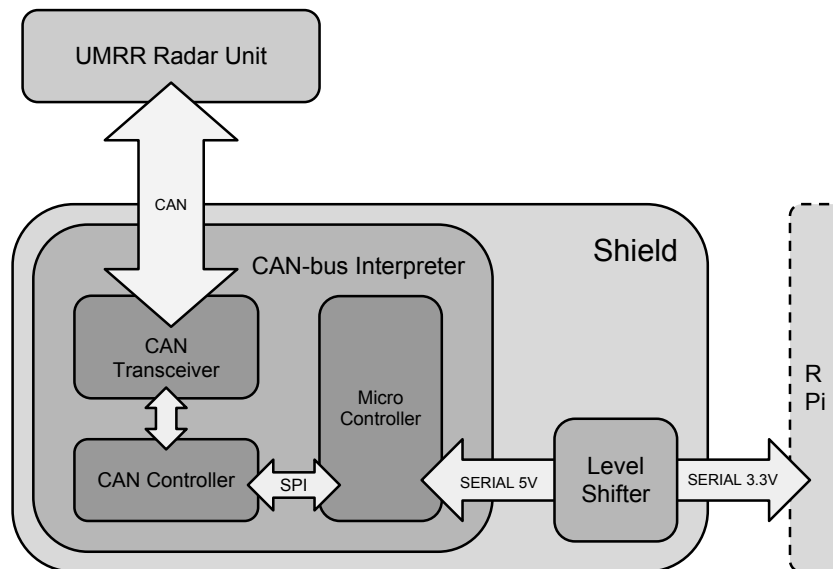 UMRR Radar Unit
CAN
Shield
CAN-bus Interpreter
CAN
Transceiver
Micro
Controller
R
Pi
CAN Controller
SPI
SERIAL 5V
Level
Shifter
SERIAL 3.3V